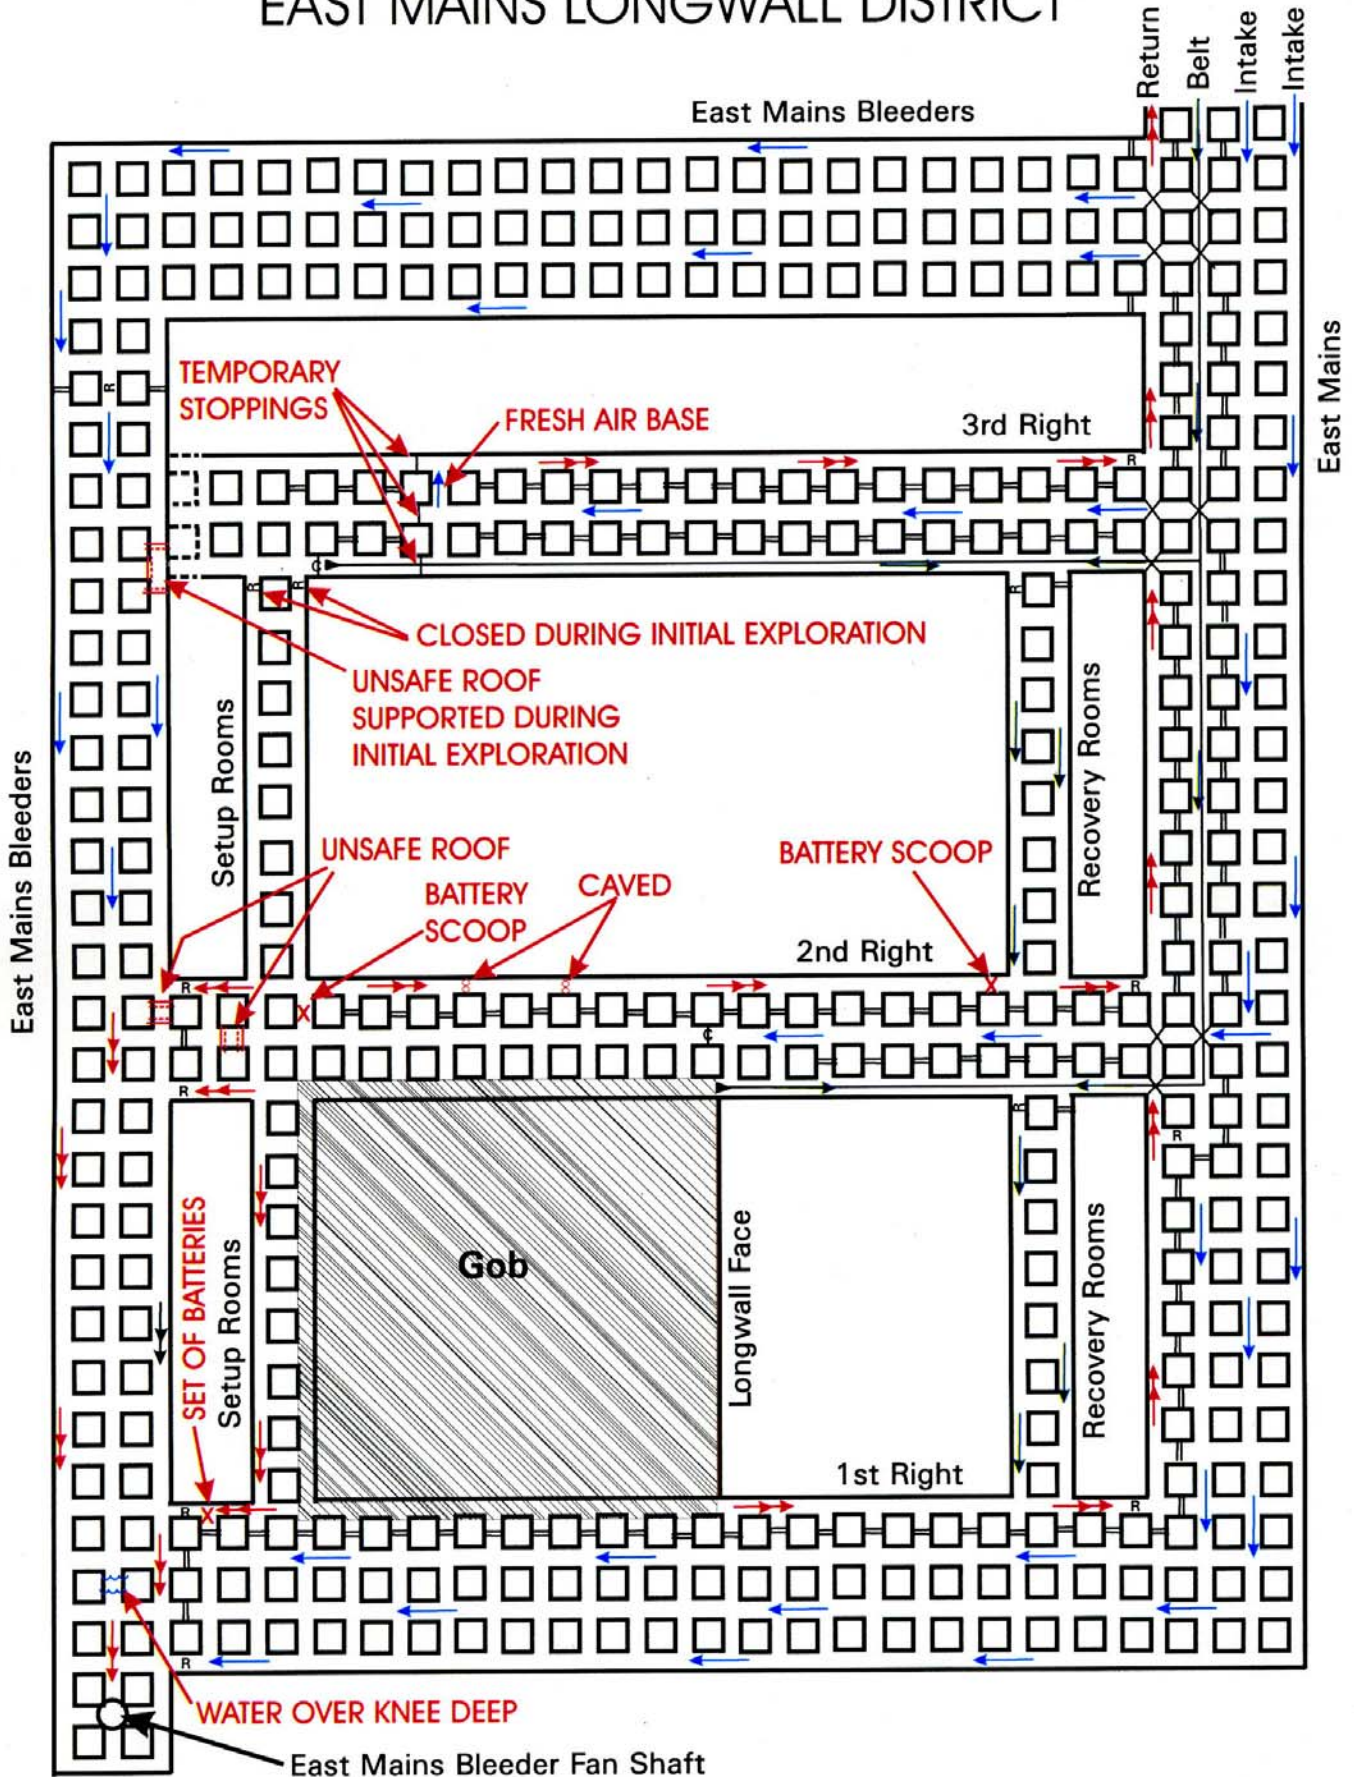 EAST MAINS LONGWALL DISTRICT
Return
Belt
Intake
Intake
East Mains Bleeders
East Mains
TEMPORARY
STOPPINGS
FRESH AIR BASE
3rd Right
R
R
C
R
R
R
CLOSED DURING INITIAL EXPLORATION
UNSAFE ROOF
SUPPORTED DURING
INITIAL EXPLORATION
Setup Rooms
Recovery Rooms
East Mains Bleeders
UNSAFE ROOF
BATTERY
SCOOP
CAVED
BATTERY SCOOP
2nd Right
R
R
X
X
C
R
R
R
Gob
Longwall Face
SET OF BATTERIES
Setup Rooms
Recovery Rooms
1st Right
R
X
R
R
WATER OVER KNEE DEEP
East Mains Bleeder Fan Shaft